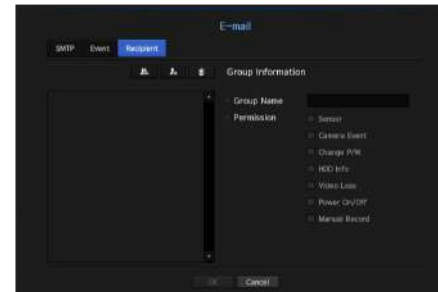 E-mail
SMTP Event Recipient
Group Information
Group Name
Permission
Sensor
Camera Event
Change P/W
HDD Info
Video Loss
Power On/Off
Manual Record
OK Cancel